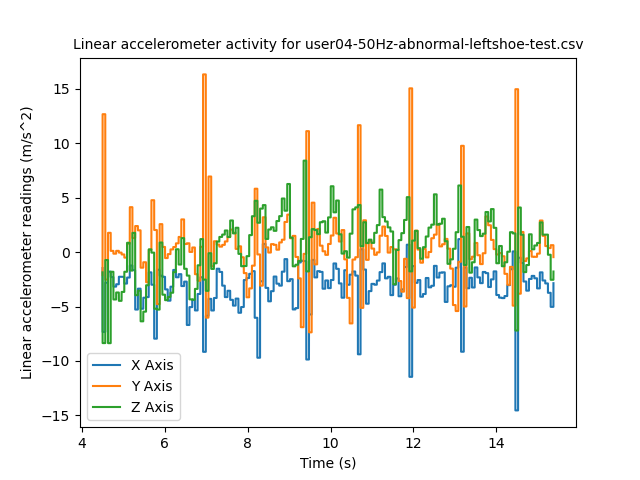 Linear accelerometer activity for user04-50Hz-abnormal-leftshoe-test.csv
Linear accelerometer readings (m/s^2)
15
10
5
0
−5
−10
−15
X Axis
Y Axis
Z Axis
4 6 8 10 12 14
Time (s)